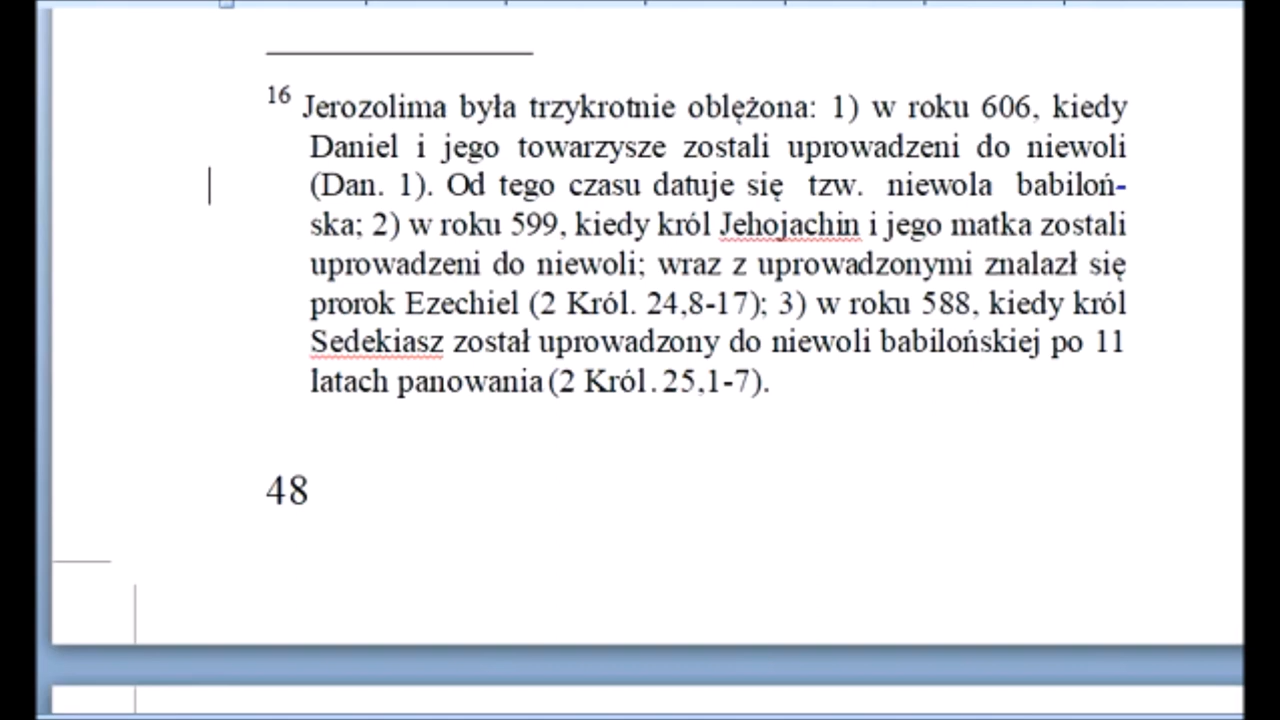 16 Jerozolima była trzykrotnie oblężona: 1) w roku 606, kiedy
Daniel i jego towarzysze zostali uprowadzeni do niewoli
(Dan. 1). Od tego czasu datuje się tzw. niewola babiloń-
ska; 2) w roku 599, kiedy król Jehojachin i jego matka zostali
uprowadzeni do niewoli; wraz z uprowadzonymi znalazł się
prorok Ezechiel (2 Król. 24,8-17); 3) w roku 588, kiedy król
Sedekiasz został uprowadzony do niewoli babilońskiej po 11
latach panowania (2 Król. 25,1-7).
48